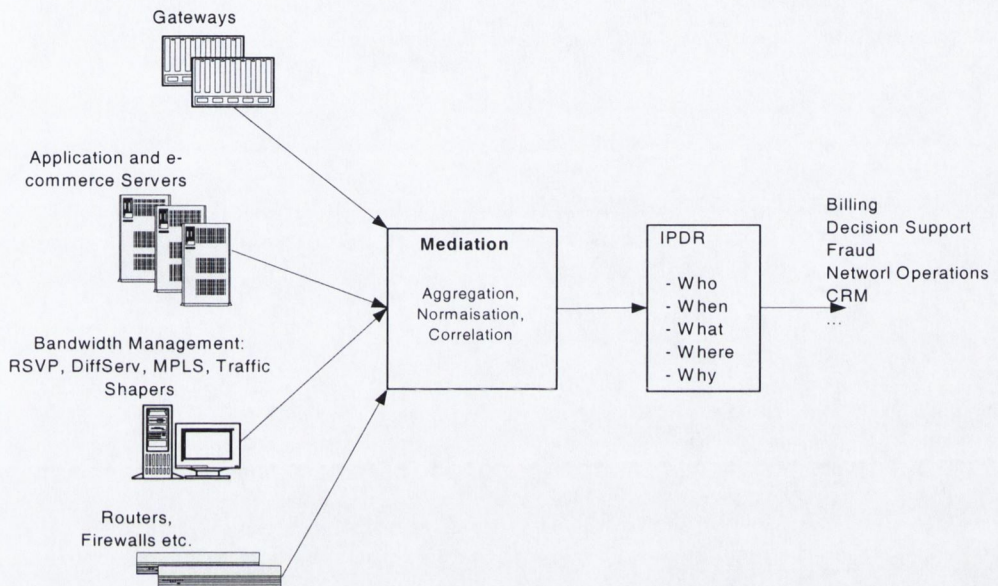 Gateways
Application and e-
commerce Servers
Bandwidth Management:
RSVP, DiffServ, MPLS, Traffic
Shapers
Routers,
Firewalls etc.
Mediation
Aggregation,
Normaisation,
Correlation
IPDR
- Who
- When
- What
- Where
- Why
Billing
Decision Support
Fraud
Networl Operations
CRM
...